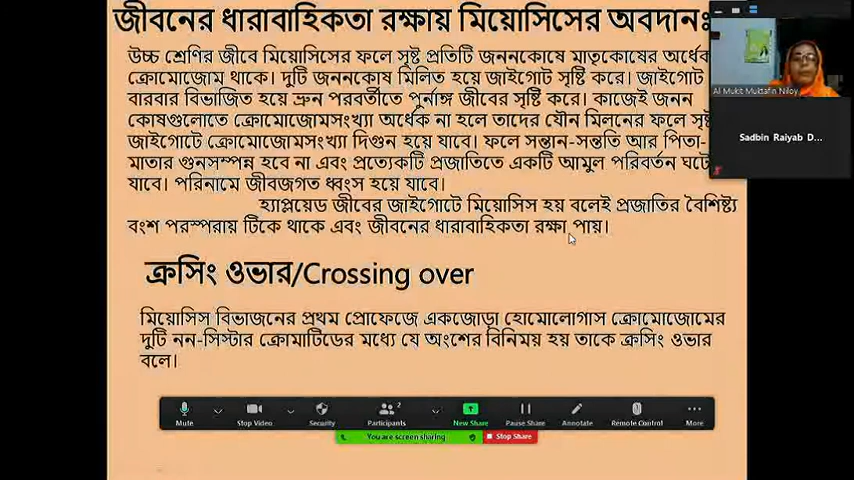 জীবনের ধারাবাহিকতা রক্ষায় মিয়োসিসের অবদানঃ
উচ্চ শ্রেণির জীবে মিয়োসিসের ফলে সৃষ্ট প্রতিটি জননকোষে মাতৃকোষের অর্ধেক
ক্রোমোজোম থাকে। দুটি জননকোষ মিলিত হয়ে জাইগোট সৃষ্টি করে। জাইগোট
বারবার বিভাজিত হয়ে ভ্রুন পরবর্তীতে পুর্নাঙ্গ জীবের সৃষ্টি করে। কাজেই জনন
কোষগুলোতে ক্রোমোজোমসংখ্যা অর্ধেক না হলে তাদের যৌন মিলনের ফলে সৃষ্ট
জাইগোটে ক্রোমোজোমসংখ্যা দিগুন হয়ে যাবে। ফলে সন্তান-সন্ততি আর পিতা-
মাতার গুনসম্পন্ন হবে না এবং প্রত্যেকটি প্রজাতিতে একটি আমুল পরিবর্তন ঘটে
যাবে। পরিনামে জীবজগত ধ্বংস হয়ে যাবে।
হ্যাপ্লয়েড জীবের জাইগোটে মিয়োসিস হয় বলেই প্রজাতির বৈশিষ্ট্য
বংশ পরস্পরায় টিকে থাকে এবং জীবনের ধারাবাহিকতা রক্ষা পায়।
ক্রসিং ওভার/Crossing over
মিয়োসিস বিভাজনের প্রথম প্রোফেজে একজোড়া হোমোলোগাস ক্রোমোজোমের
দুটি নন-সিস্টার ক্রোমাটিডের মধ্যে যে অংশের বিনিময় হয় তাকে ক্রসিং ওভার
বলে।
Al Mukit Muktafin Niloy
Sadbin Raiyab D...
2
Mute Stop Video Security Participants New Share Pause Share Annotate Remote Control More
You are screen sharing Stop Share